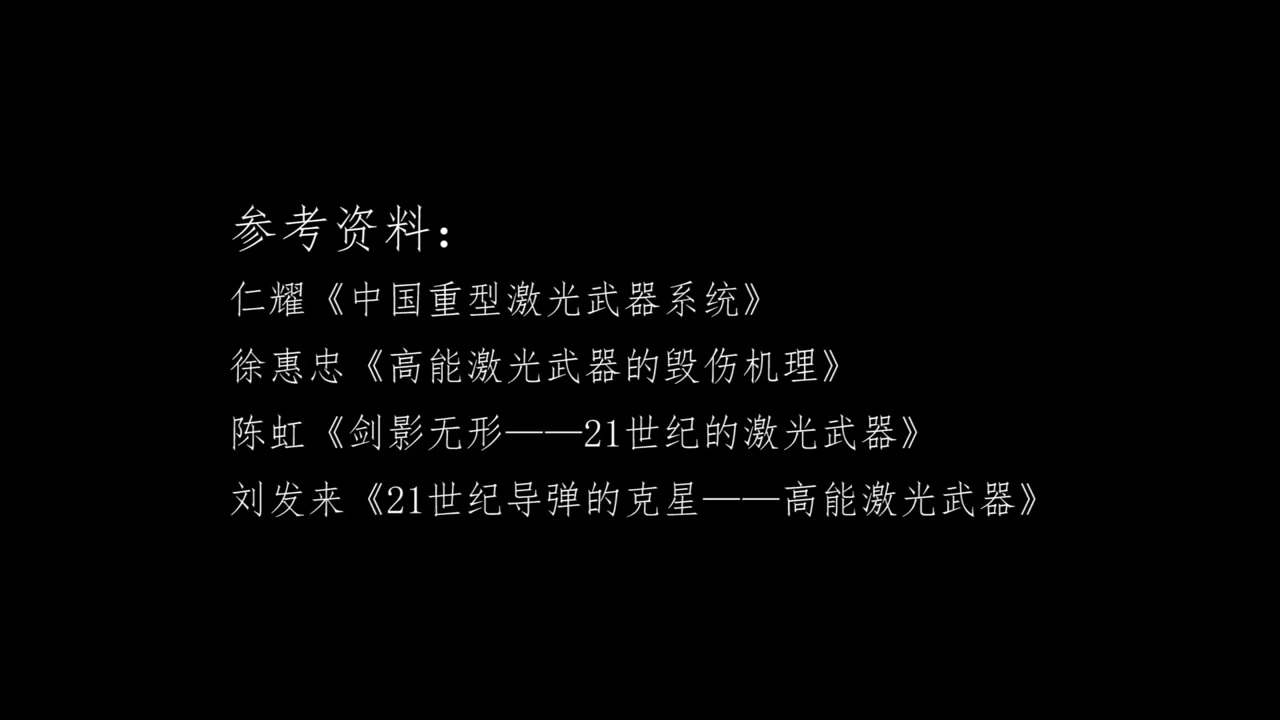 参考资料：
仁耀《中国重型激光武器系统》
徐惠忠《高能激光武器的毁伤机理》
陈虹《剑影无形——21世纪的激光武器》
刘发来《21世纪导弹的克星——高能激光武器》